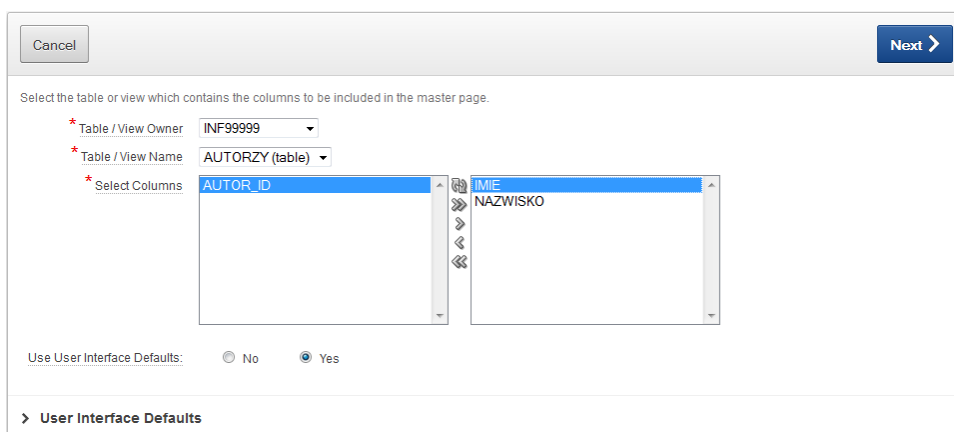 Cancel
Next
Select the table or view which contains the columns to be included in the master page.
* Table / View Owner INF99999
* Table / View Name AUTORZY (table)
* Select Columns AUTOR_ID IMIE
NAZWISKO
Use User Interface Defaults: No Yes
User Interface Defaults